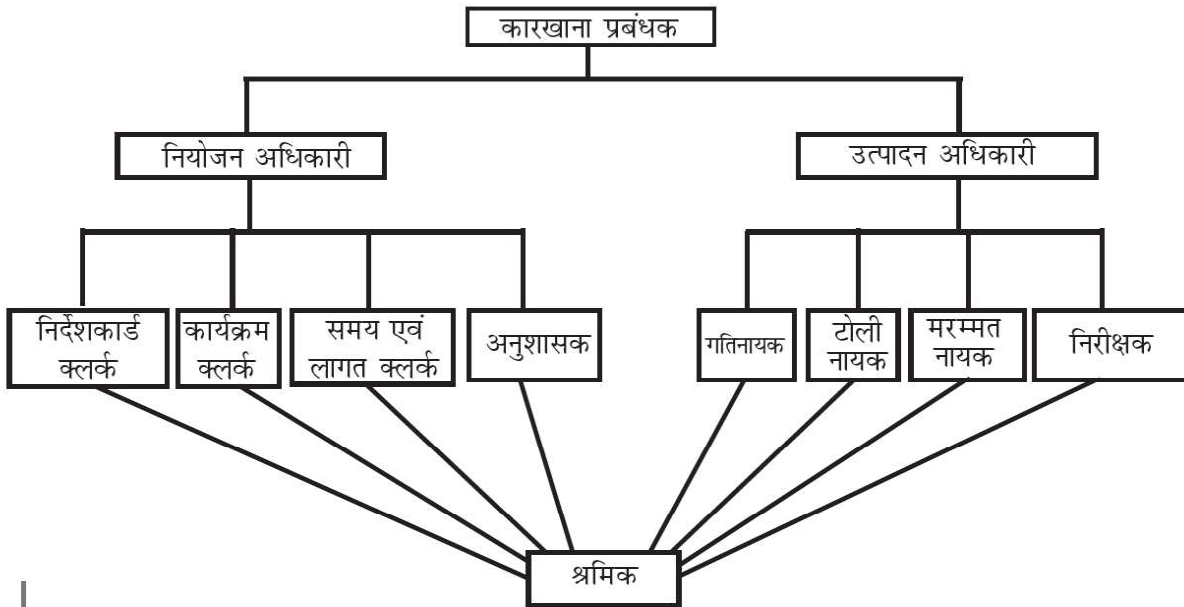 कारखाना प्रबंधक
नियोजन अधिकारी
उत्पादन अधिकारी
निर्देशकार्ड
क्लर्क
कार्यक्रम
क्लर्क
समय एवं
लागत क्लर्क
अनुशासक
गतिनायक
टोली
नायक
मरम्मत
नायक
निरीक्षक
श्रमिक